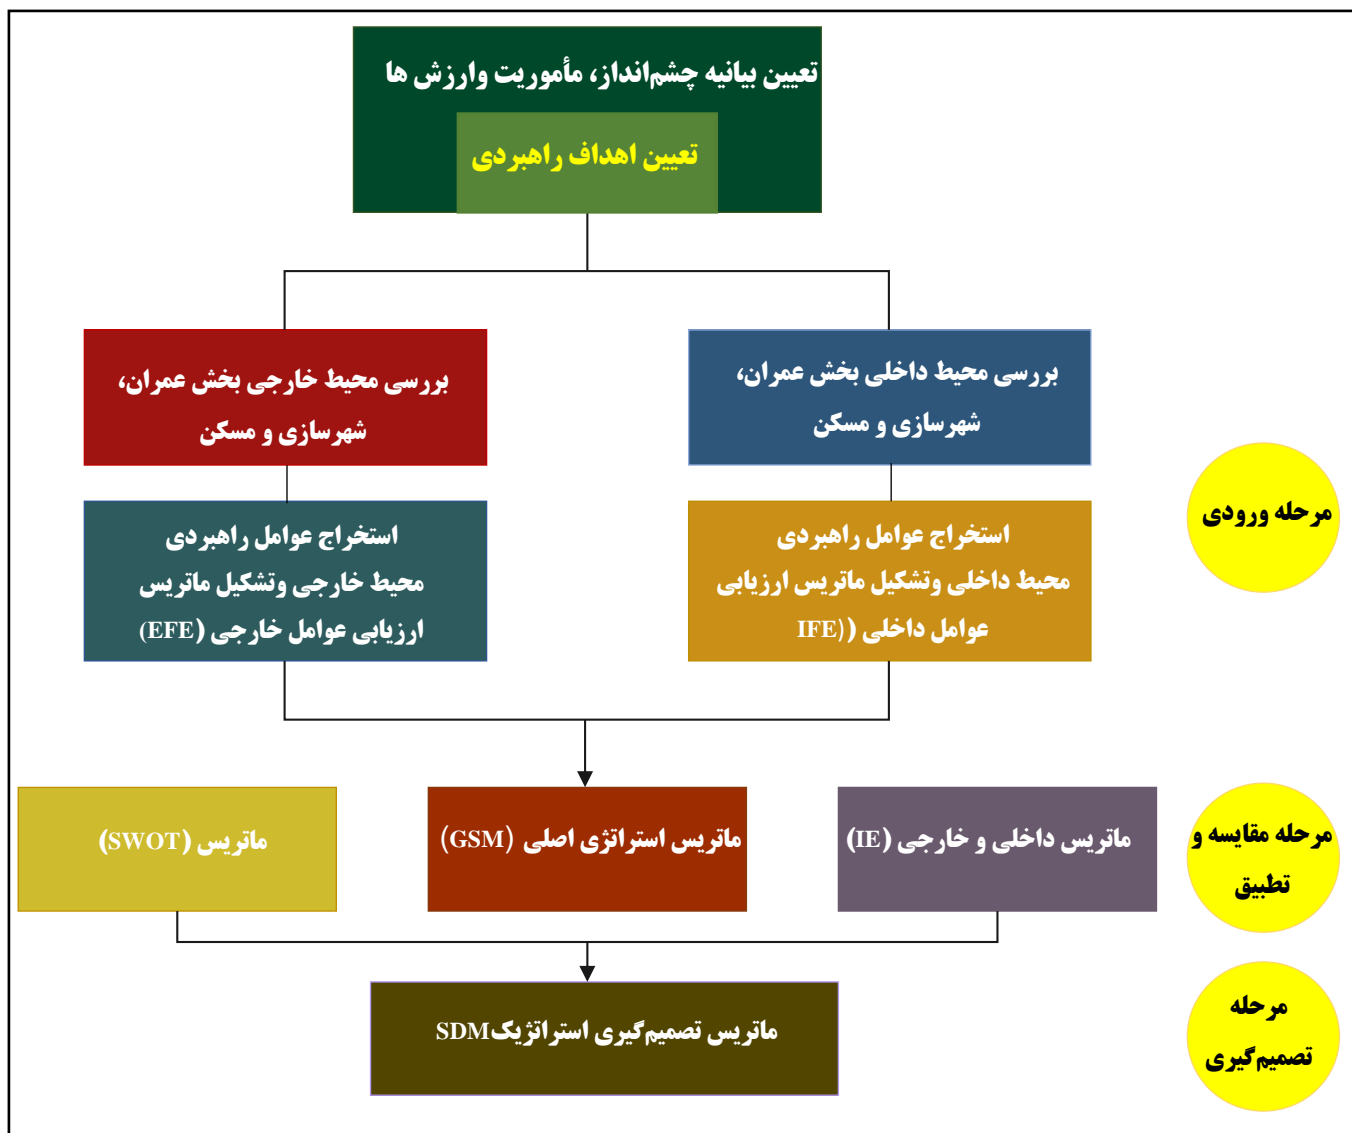 تعیین بیانیه چشم‌انداز، مأموریت وارزش ها
تعیین اهداف راهبردی
بررسی محیط داخلی بخش عمران،
شهرسازی و مسکن
بررسی محیط خارجی بخش عمران،
شهرسازی و مسکن
مرحله ورودی
استخراج عوامل راهبردی
محیط داخلی وتشکیل ماتریس ارزیابی
عوامل داخلی ((IFE
استخراج عوامل راهبردی
محیط خارجی وتشکیل ماتریس
ارزیابی عوامل خارجی (EFE)
مرحله مقایسه و
تطبیق
ماتریس داخلی و خارجی (IE)
ماتریس استراتژی اصلی (GSM)
ماتریس (SWOT)
مرحله
تصمیم‌گیری
ماتریس تصمیم‌گیری استراتژیکSDM